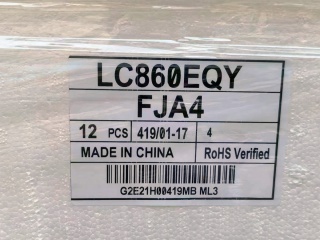 LC860EQY
FJA4
12 PCS 419/01-17 4
MADE IN CHINA RoHS Verified
G2E21H00419MB ML3